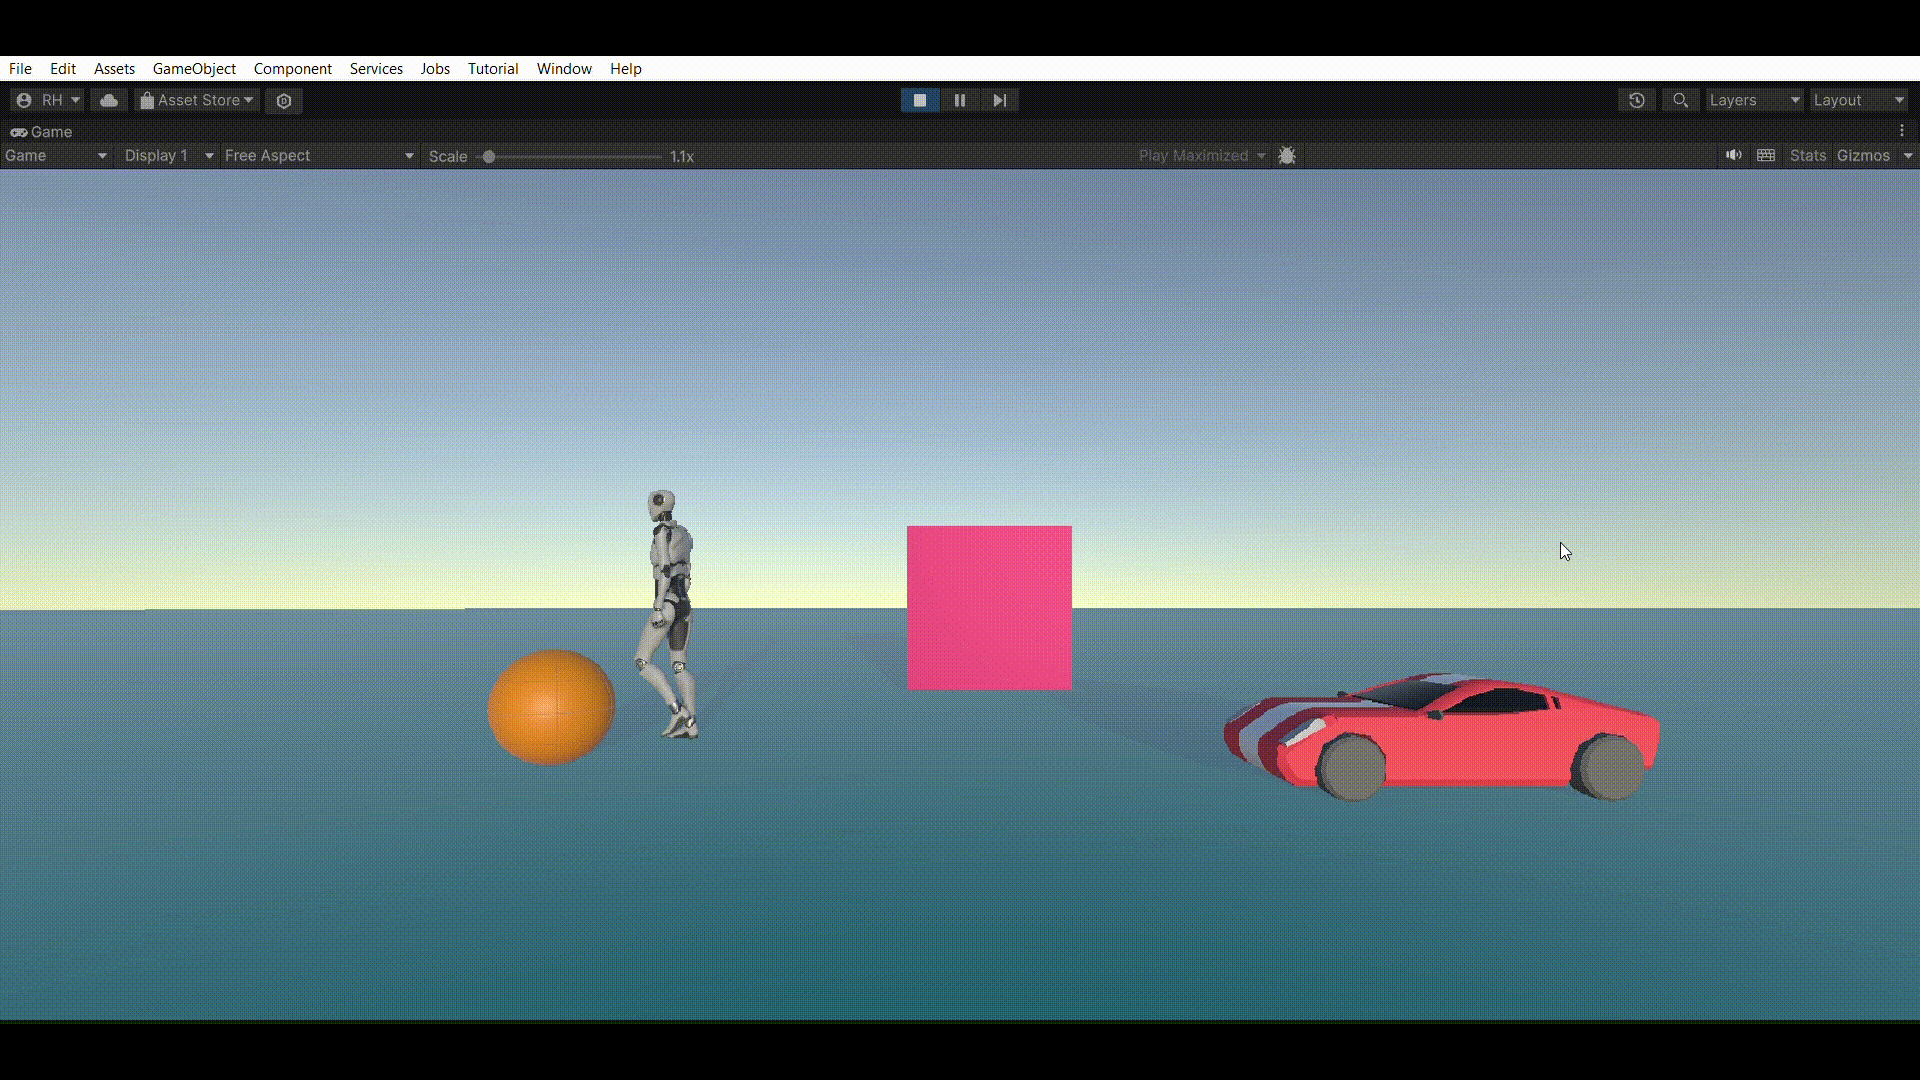 File Edit Assets GameObject Component Services Jobs Tutorial Window Help
RH Asset Store Layers Layout
Game
Game Display 1 Free Aspect Scale 1.1x Play Maximized Stats Gizmos